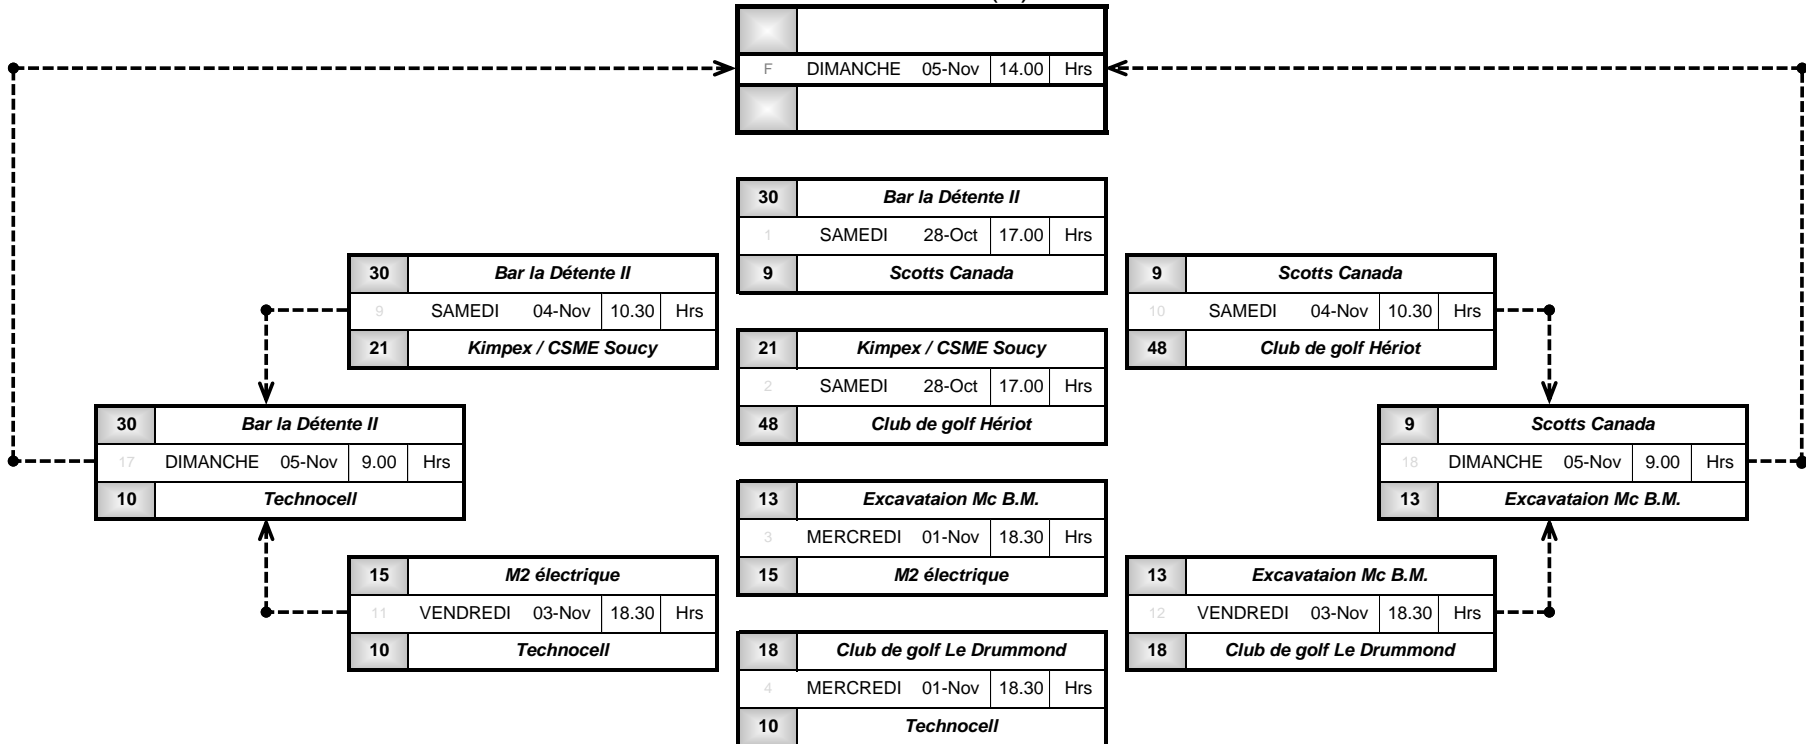 F DIMANCHE 05-Nov 14.00 Hrs
30 Bar la Détente II
1 SAMEDI 28-Oct 17.00 Hrs
9 Scotts Canada
30 Bar la Détente II
9 SAMEDI 04-Nov 10.30 Hrs
21 Kimpex / CSME Soucy
9 Scotts Canada
10 SAMEDI 04-Nov 10.30 Hrs
48 Club de golf Hériot
21 Kimpex / CSME Soucy
2 SAMEDI 28-Oct 17.00 Hrs
48 Club de golf Hériot
30 Bar la Détente II
17 DIMANCHE 05-Nov 9.00 Hrs
10 Technocell
9 Scotts Canada
18 DIMANCHE 05-Nov 9.00 Hrs
13 Excavataion Mc B.M.
13 Excavataion Mc B.M.
3 MERCREDI 01-Nov 18.30 Hrs
15 M2 électrique
15 M2 électrique
11 VENDREDI 03-Nov 18.30 Hrs
10 Technocell
13 Excavataion Mc B.M.
12 VENDREDI 03-Nov 18.30 Hrs
18 Club de golf Le Drummond
18 Club de golf Le Drummond
4 MERCREDI 01-Nov 18.30 Hrs
10 Technocell